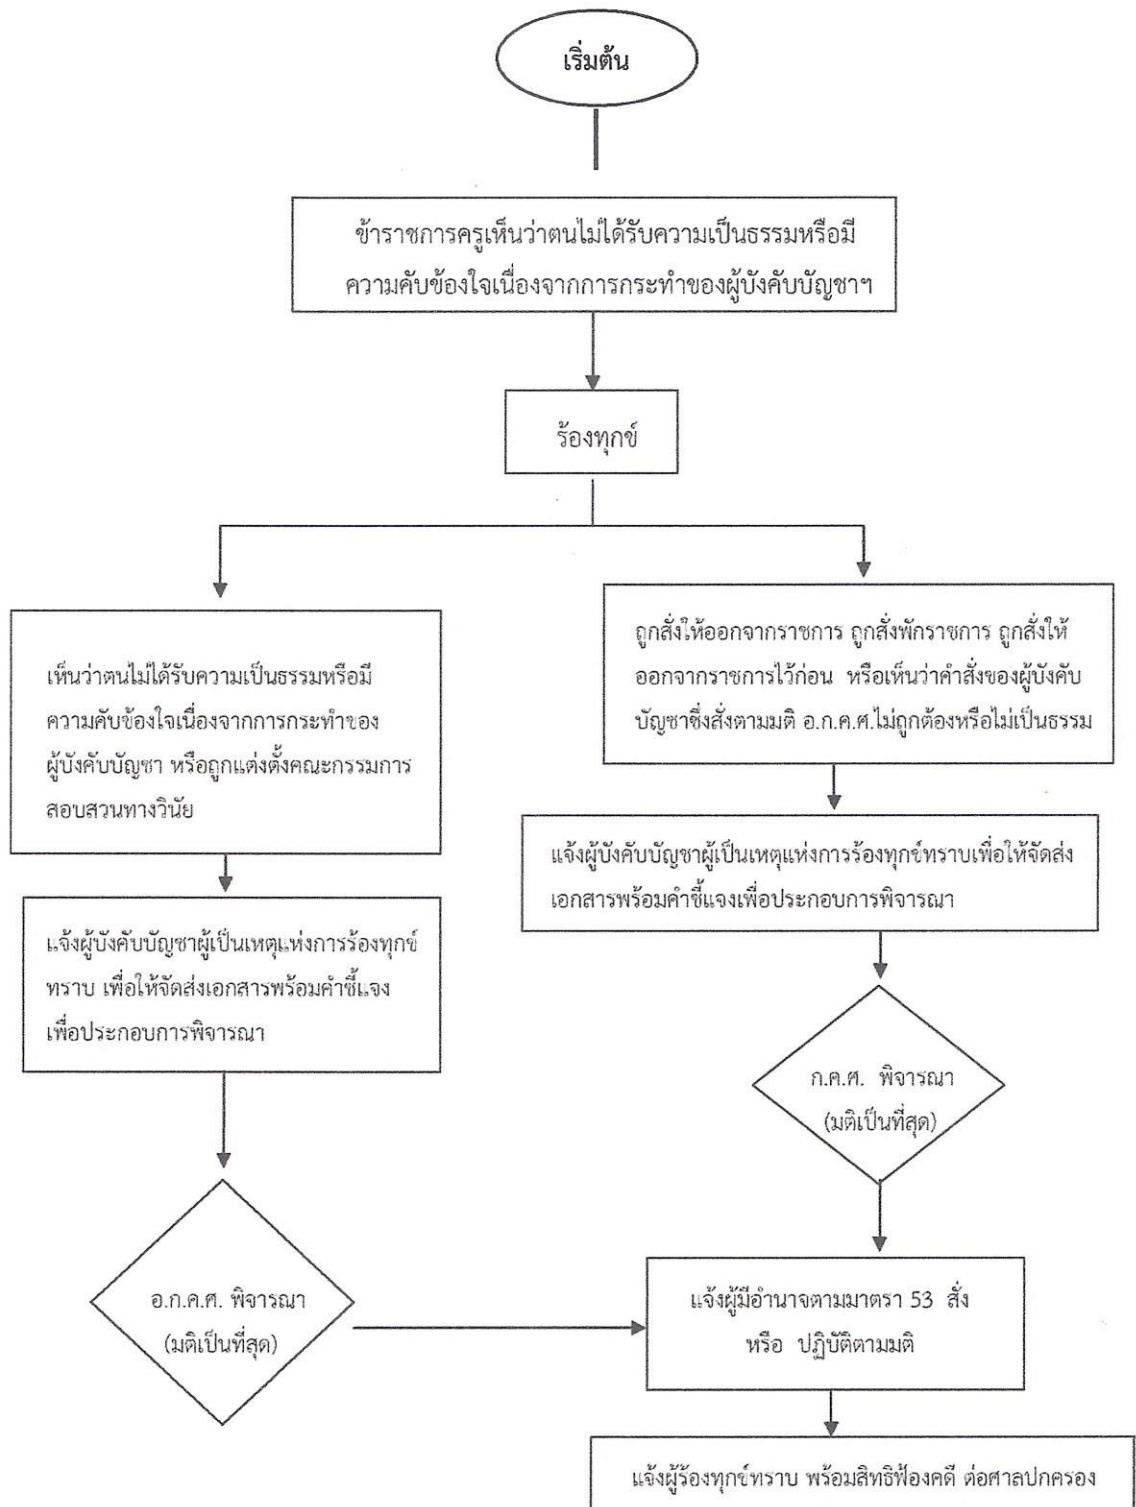 เริ่มต้น
ข้าราชการครูเห็นว่าตนไม่ได้รับความเป็นธรรมหรือมี
ความคับข้องใจเนื่องจากการกระทำของผู้บังคับบัญชาฯ
ร้องทุกข์
เห็นว่าตนไม่ได้รับความเป็นธรรมหรือมี
ความคับข้องใจเนื่องจากการกระทำของ
ผู้บังคับบัญชา หรือถูกแต่งตั้งคณะกรรมการ
สอบสวนทางวินัย
แจ้งผู้บังคับบัญชาผู้เป็นเหตุแห่งการร้องทุกข์
ทราบ เพื่อให้จัดส่งเอกสารพร้อมคำชี้แจง
เพื่อประกอบการพิจารณา
อ.ก.ค.ศ. พิจารณา
(มติเป็นที่สุด)
ถูกสั่งให้ออกจากราชการ ถูกสั่งพักราชการ ถูกสั่งให้
ออกจากราชการไว้ก่อน หรือเห็นว่าคำสั่งของผู้บังคับ
บัญชาซึ่งสั่งตามมติ อ.ก.ค.ศ.ไม่ถูกต้องหรือไม่เป็นธรรม
แจ้งผู้บังคับบัญชาผู้เป็นเหตุแห่งการร้องทุกข์ทราบเพื่อให้จัดส่ง
เอกสารพร้อมคำชี้แจงเพื่อประกอบการพิจารณา
ก.ค.ศ. พิจารณา
(มติเป็นที่สุด)
แจ้งผู้มีอำนาจตามมาตรา 53 สั่ง
หรือ ปฏิบัติตามมติ
แจ้งผู้ร้องทุกข์ทราบ พร้อมสิทธิฟ้องคดี ต่อศาลปกครอง